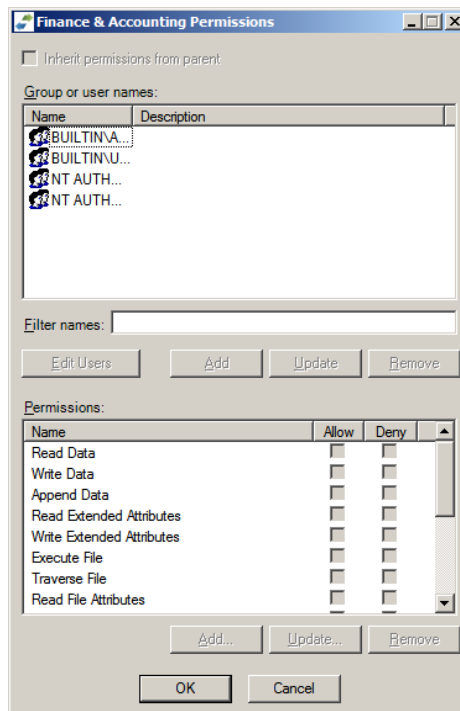 Finance & Accounting Permissions
Inherit permissions from parent
Group or user names:
Name Description
BUILTIN\A...
BUILTIN\U...
NT AUTH...
NT AUTH...
Filter names:
Edit Users Add Update Remove
Permissions:
Name Allow Deny
Read Data
Write Data
Append Data
Read Extended Attributes
Write Extended Attributes
Execute File
Traverse File
Read File Attributes
Add... Update... Remove
OK Cancel